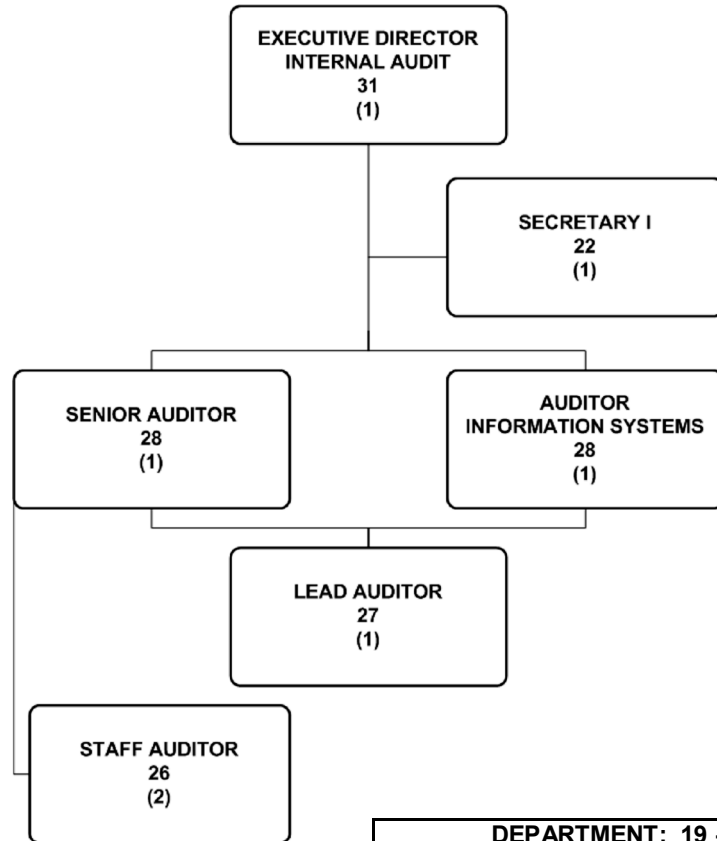 EXECUTIVE DIRECTOR
INTERNAL AUDIT
31
(1)
SECRETARY I
22
(1)
SENIOR AUDITOR
28
(1)
AUDITOR
INFORMATION SYSTEMS
28
(1)
LEAD AUDITOR
27
(1)
STAFF AUDITOR
26
(2)
DEPARTMENT: 19 -